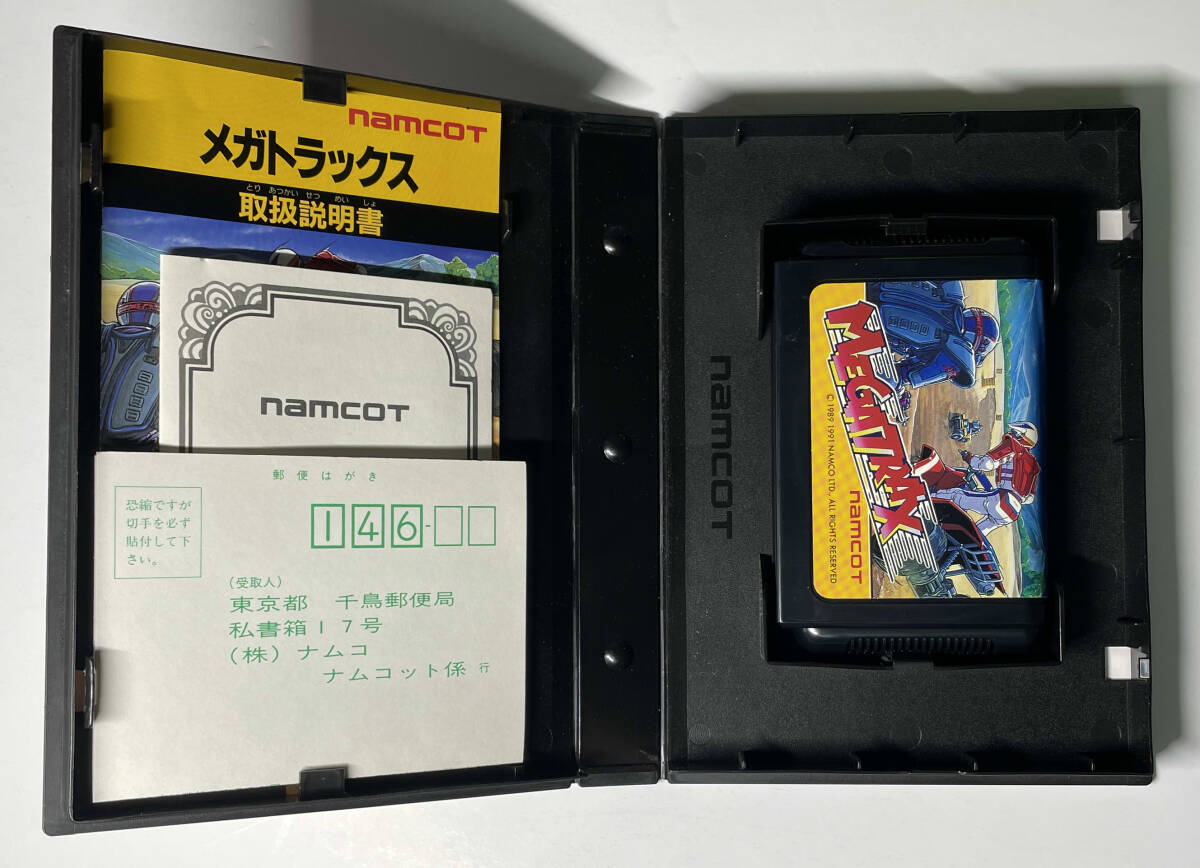 namcoT
メガトラックス
とり あつかい せつ めい しょ
取扱説明書
namcoT
郵便はがき
恐縮ですが
切手を必ず
貼付して下
さい。
146-
(受取人)
東京都 千鳥郵便局
私書箱17号
(株)ナムコ
ナムコット係 行
namcoT
MEGATRAX
© 1989 1991 NAMCO LTD., ALL RIGHTS RESERVED
namcoT